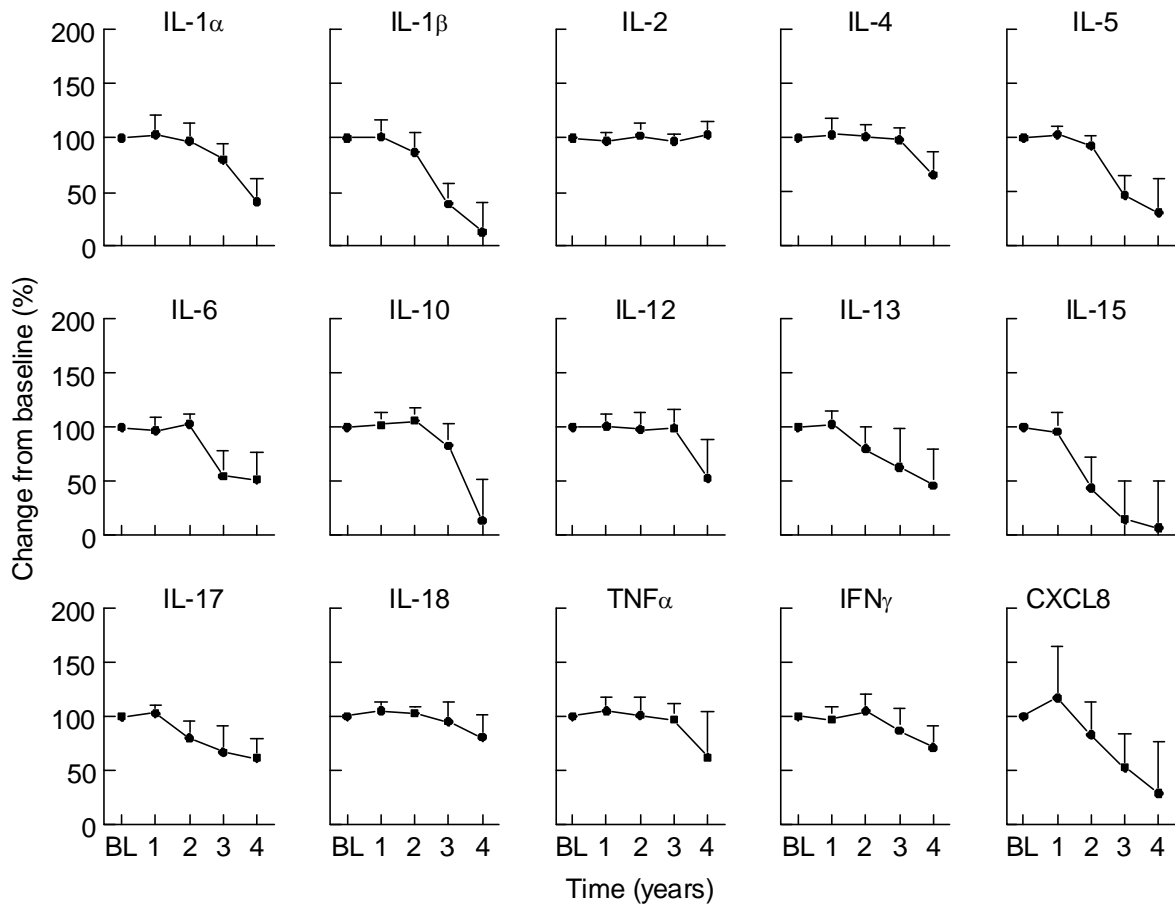 IL-1α IL-1β IL-2 IL-4 IL-5
200
150
100
50
0
IL-6 IL-10 IL-12 IL-13 IL-15
200
150
100
50
0
Change from baseline (%)
IL-17 IL-18 TNFα IFNγ CXCL8
200
150
100
50
0
BL 1 2 3 4 BL 1 2 3 4 BL 1 2 3 4 BL 1 2 3 4 BL 1 2 3 4
Time (years)